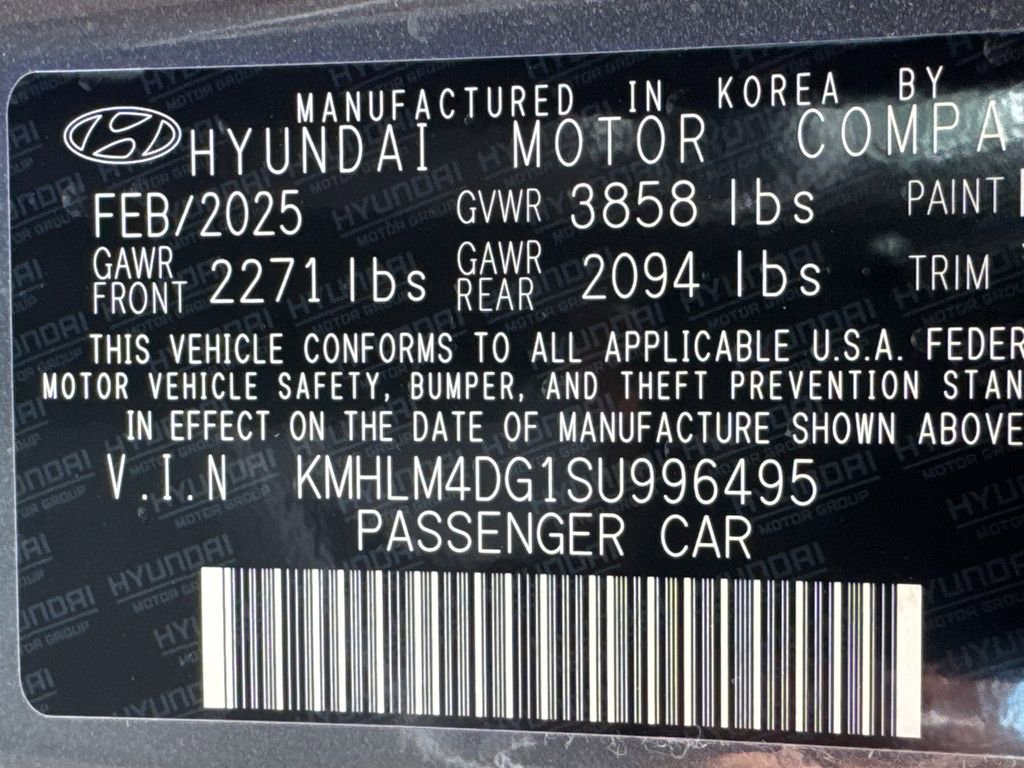 MANUFACTURED IN KOREA BY
HYUNDAI MOTOR COMPA
FEB/2025 GVWR 3858 lbs PAINT
GAWR FRONT 2271 lbs GAWR REAR 2094 lbs TRIM
THIS VEHICLE CONFORMS TO ALL APPLICABLE U.S.A. FEDER
MOTOR VEHICLE SAFETY, BUMPER, AND THEFT PREVENTION STAN
IN EFFECT ON THE DATE OF MANUFACTURE SHOWN ABOVE
V.I.N KMHLM4DG1SU996495
PASSENGER CAR